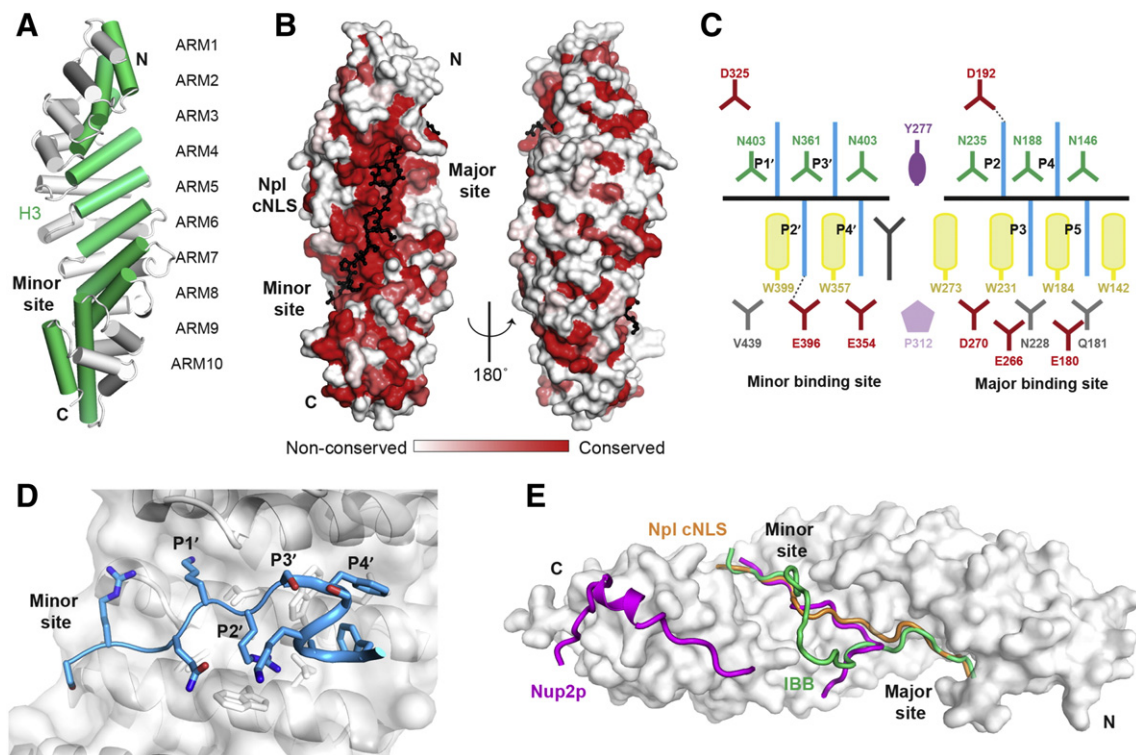 A
N
ARM1
ARM2
ARM3
ARM4
ARM5
ARM6
ARM7
ARM8
ARM9
ARM10
H3
Minor
site
C
B
N
Npl
cNLS
Major
site
Minor
site
C
180°
Non-conserved
Conserved
C
D325
D192
N403 N361 N403
Y277
N235 N188 N146
P1′ P3′
P2 P4
P2′ P4′
P3 P5
W399 W357
W273 W231 W184 W142
V439 E396 E354
P312
D270 E266 N228 E180 Q181
Minor binding site
Major binding site
D
Minor
site
P1′
P2′
P3′
P4′
E
Npl cNLS
Minor
site
C
Nup2p
IBB
Major
site
N